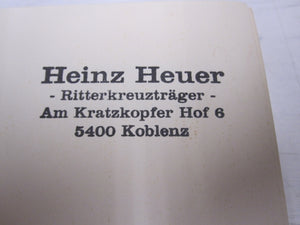 Heinz Heuer
- Ritterkreuzträger -
Am Kratzkopfer Hof 6
5400 Koblenz